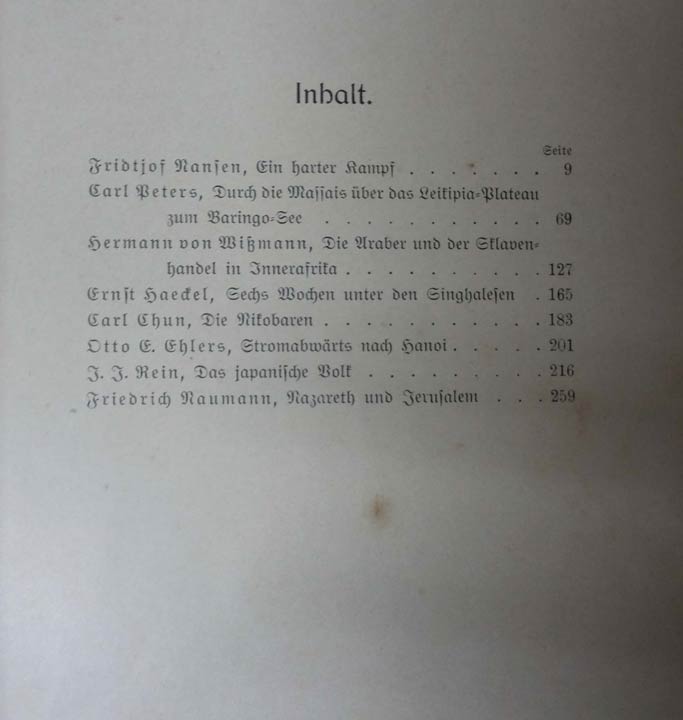 Inhalt.
Seite
Fridtjof Nansen, Ein harter Kampf . . . . . . . 9
Carl Peters, Durch die Massais über das Leikipia-Plateau
zum Baringo-See . . . . . . . . . . . 69
Hermann von Wißmann, Die Araber und der Sklaven-
handel in Innerafrika . . . . . . . . . . 127
Ernst Haeckel, Sechs Wochen unter den Singhalesen . 165
Carl Chun, Die Nikobaren . . . . . . . . . . . 183
Otto E. Ehlers, Stromabwärts nach Hanoi . . . . . 201
J. J. Rein, Das japanische Volk . . . . . . . . . 216
Friedrich Naumann, Nazareth und Jerusalem . . . 259